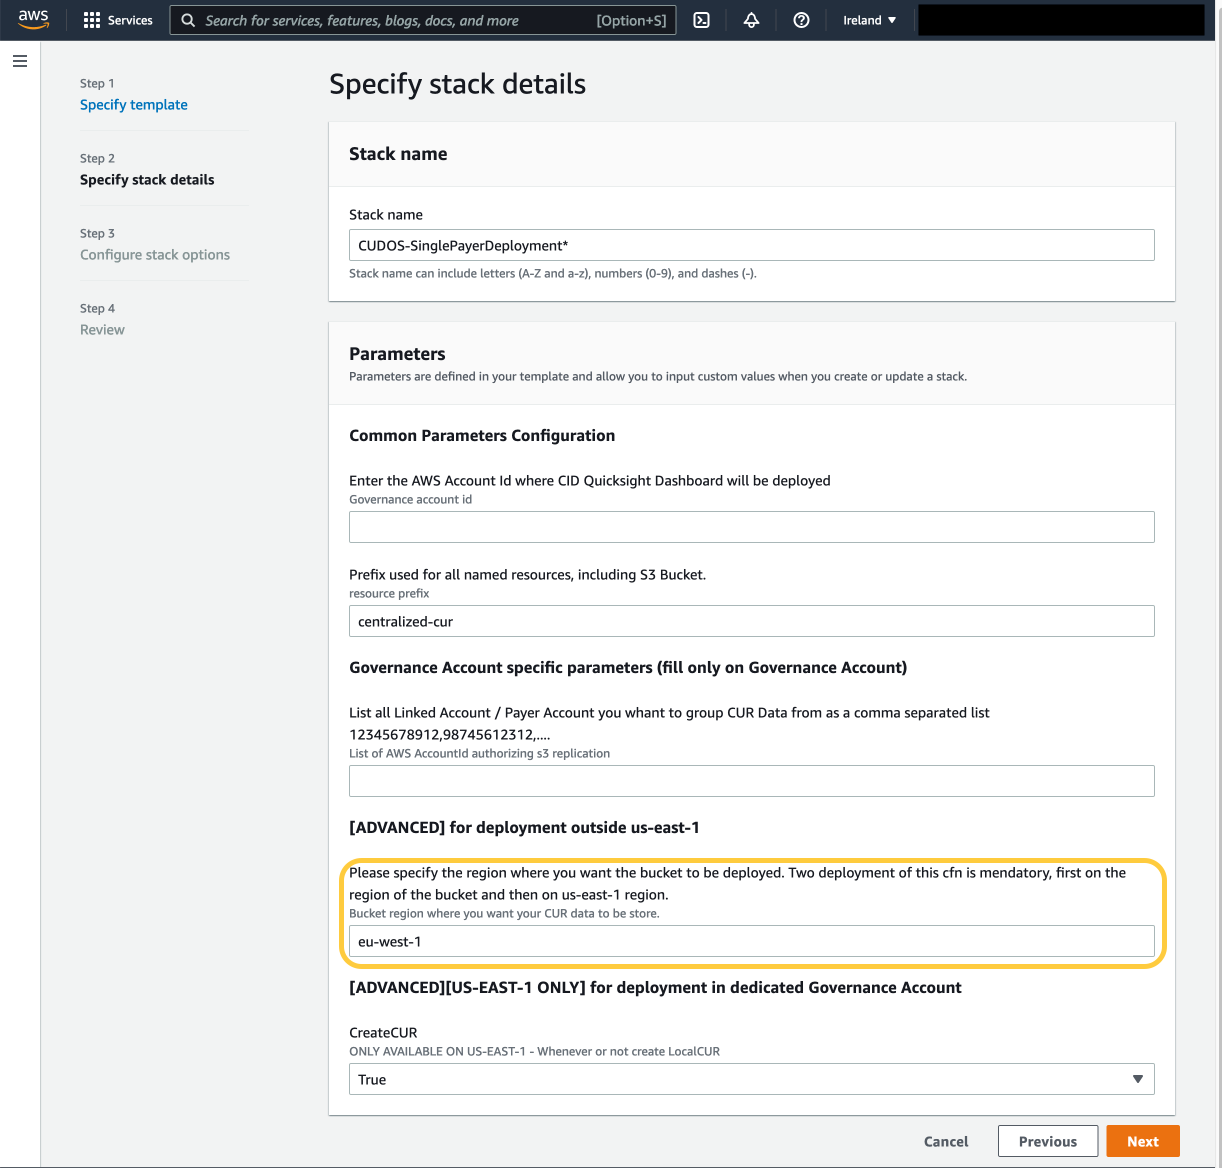 aws
Services
Search for services, features, blogs, docs, and more
[Option+S]
Ireland
Step 1
Specify template
Step 2
Specify stack details
Step 3
Configure stack options
Step 4
Review
Specify stack details
Stack name
Stack name
CUDOS-SinglePayerDeployment*
Stack name can include letters (A-Z and a-z), numbers (0-9), and dashes (-).
Parameters
Parameters are defined in your template and allow you to input custom values when you create or update a stack.
Common Parameters Configuration
Enter the AWS Account Id where CID Quicksight Dashboard will be deployed
Governance account id
Prefix used for all named resources, including S3 Bucket.
resource prefix
centralized-cur
Governance Account specific parameters (fill only on Governance Account)
List all Linked Account / Payer Account you whant to group CUR Data from as a comma separated list
12345678912,98745612312,....
List of AWS AccountId authorizing s3 replication
[ADVANCED] for deployment outside us-east-1
Please specify the region where you want the bucket to be deployed. Two deployment of this cfn is mandatory, first on the
region of the bucket and then on us-east-1 region.
Bucket region where you want your CUR data to be store.
eu-west-1
[ADVANCED][US-EAST-1 ONLY] for deployment in dedicated Governance Account
CreateCUR
ONLY AVAILABLE ON US-EAST-1 - Whenever or not create LocalCUR
True
Cancel
Previous
Next